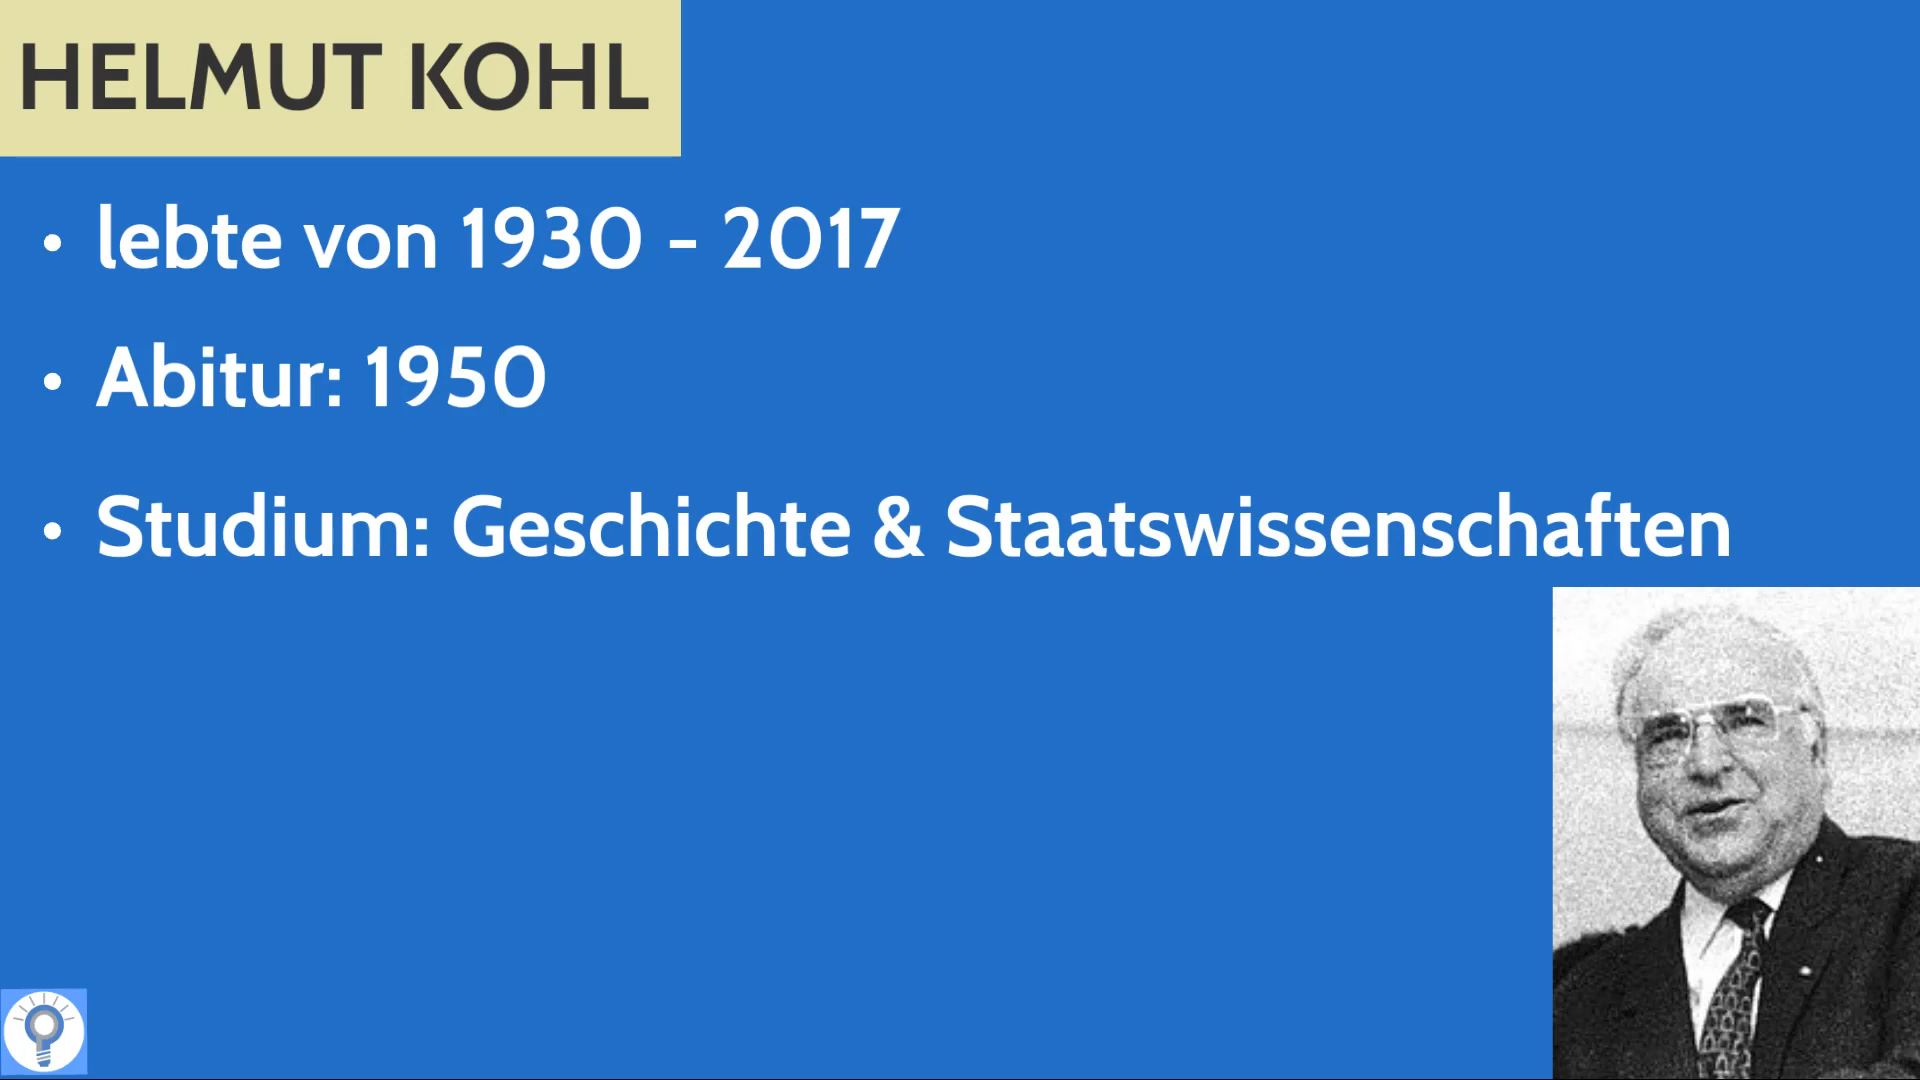 HELMUT KOHL
• lebte von 1930 - 2017
• Abitur: 1950
• Studium: Geschichte & Staatswissenschaften